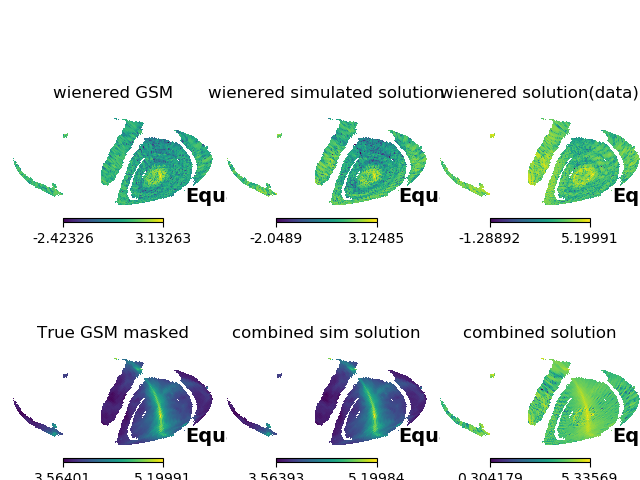 wienered GSM
wienered simulated solution
wienered solution(data)
Equ
Equ
Eq
-2.42326 3.13263
-2.0489 3.12485
-1.28892 5.19991
True GSM masked
combined sim solution
combined solution
Equ
Equ
Eq
3.56401 5.19991
3.56393 5.19984
0.304179 5.33569